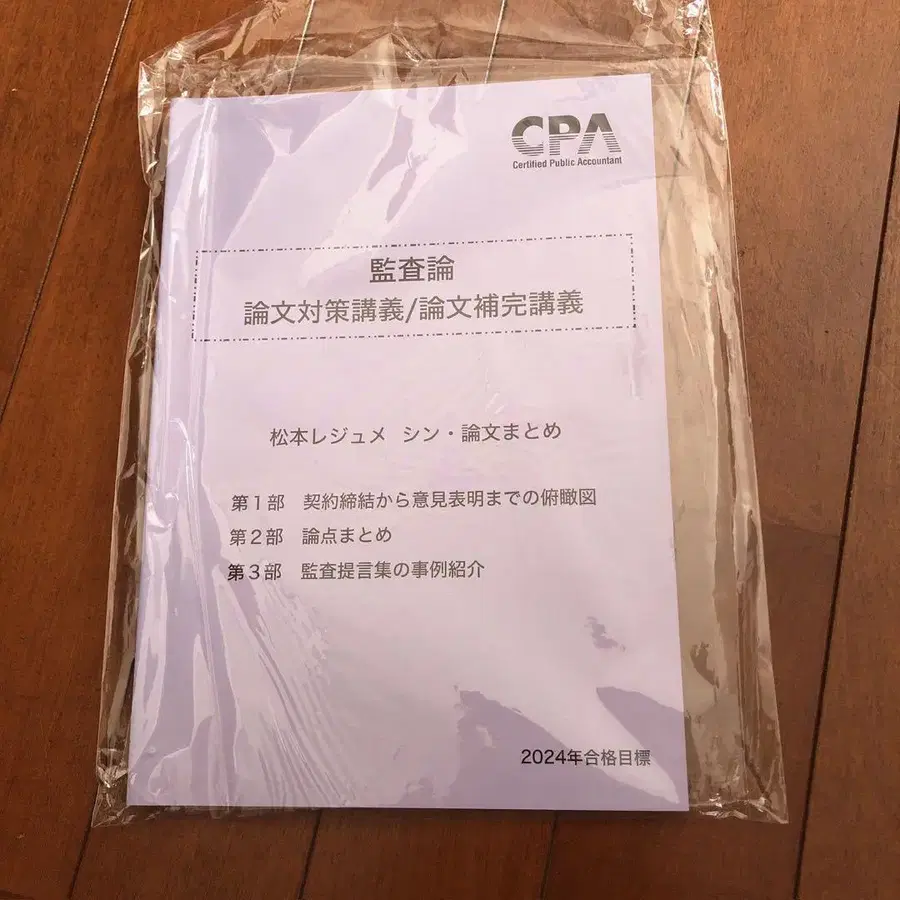 CPA
Certified Public Accountant
監査論
論文対策講義/論文補完講義
松本レジュメ シン・論文まとめ
第1部 契約締結から意見表明までの俯瞰図
第2部 論点まとめ
第3部 監査提言集の事例紹介
2024年合格目標